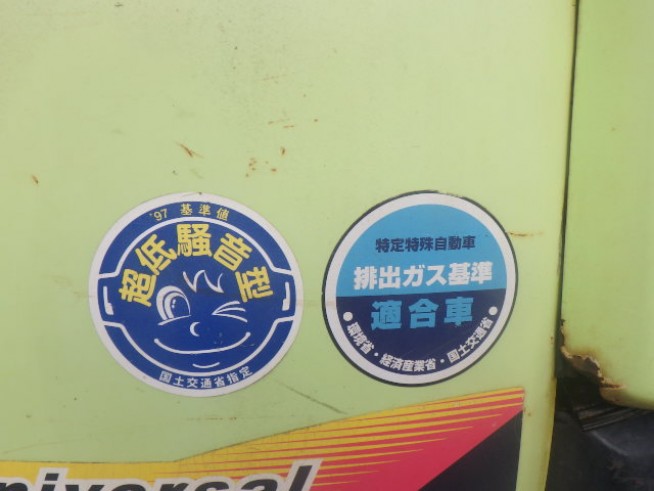 '97 基準値
超低騒音型
国土交通省指定
特定特殊自動車
排出ガス基準
適合車
●環境省・経済産業省・国土交通省●
niversal